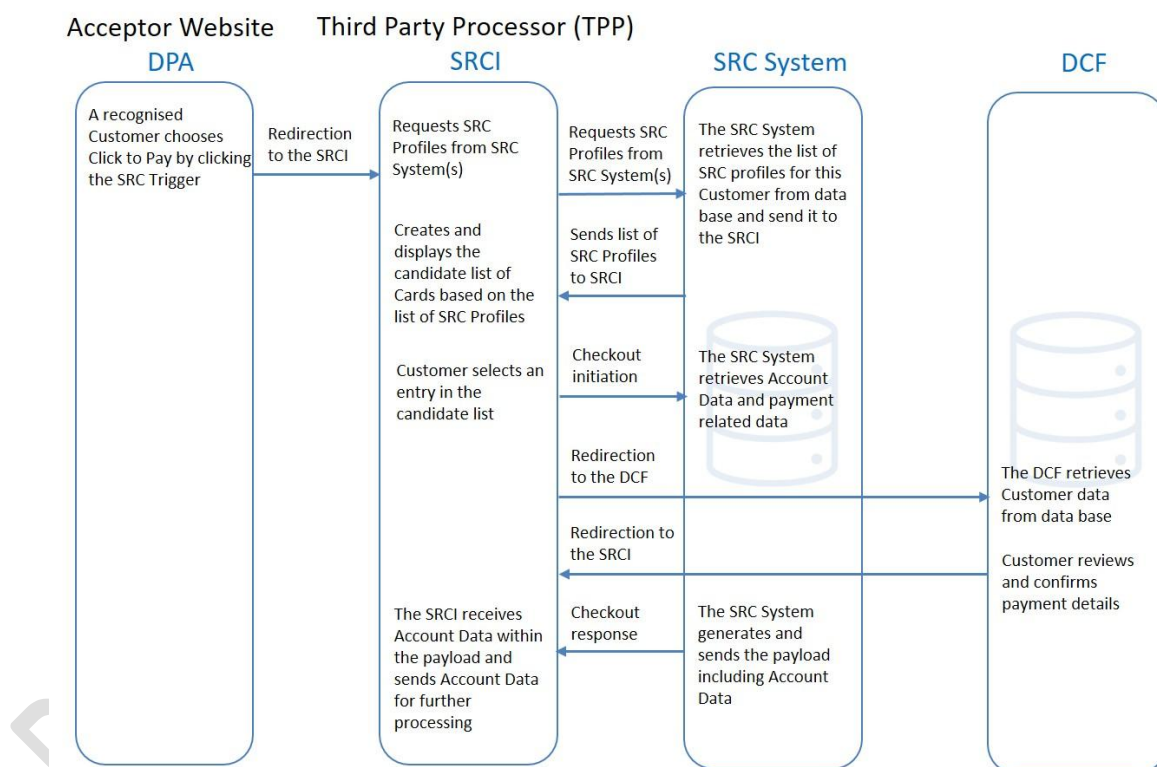 Acceptor Website
Third Party Processor (TPP)
DPA
SRCI
SRC System
DCF
A recognised
Customer chooses
Click to Pay by clicking
the SRC Trigger
Redirection
to the SRCI
Requests SRC
Profiles from SRC
System(s)
Requests SRC
Profiles from
SRC System(s)
The SRC System
retrieves the list of
SRC profiles for this
Customer from data
base and send it to
the SRCI
Creates and
displays the
candidate list of
Cards based on the
list of SRC Profiles
Sends list of
SRC Profiles
to SRCI
Customer selects an
entry in the
candidate list
Checkout
initiation
The SRC System
retrieves Account
Data and payment
related data
Redirection
to the DCF
The DCF retrieves
Customer data
from data base
Redirection to
the SRCI
Customer reviews
and confirms
payment details
The SRCI receives
Account Data within
the payload and
sends Account Data
for further
processing
Checkout
response
The SRC System
generates and
sends the payload
including Account
Data